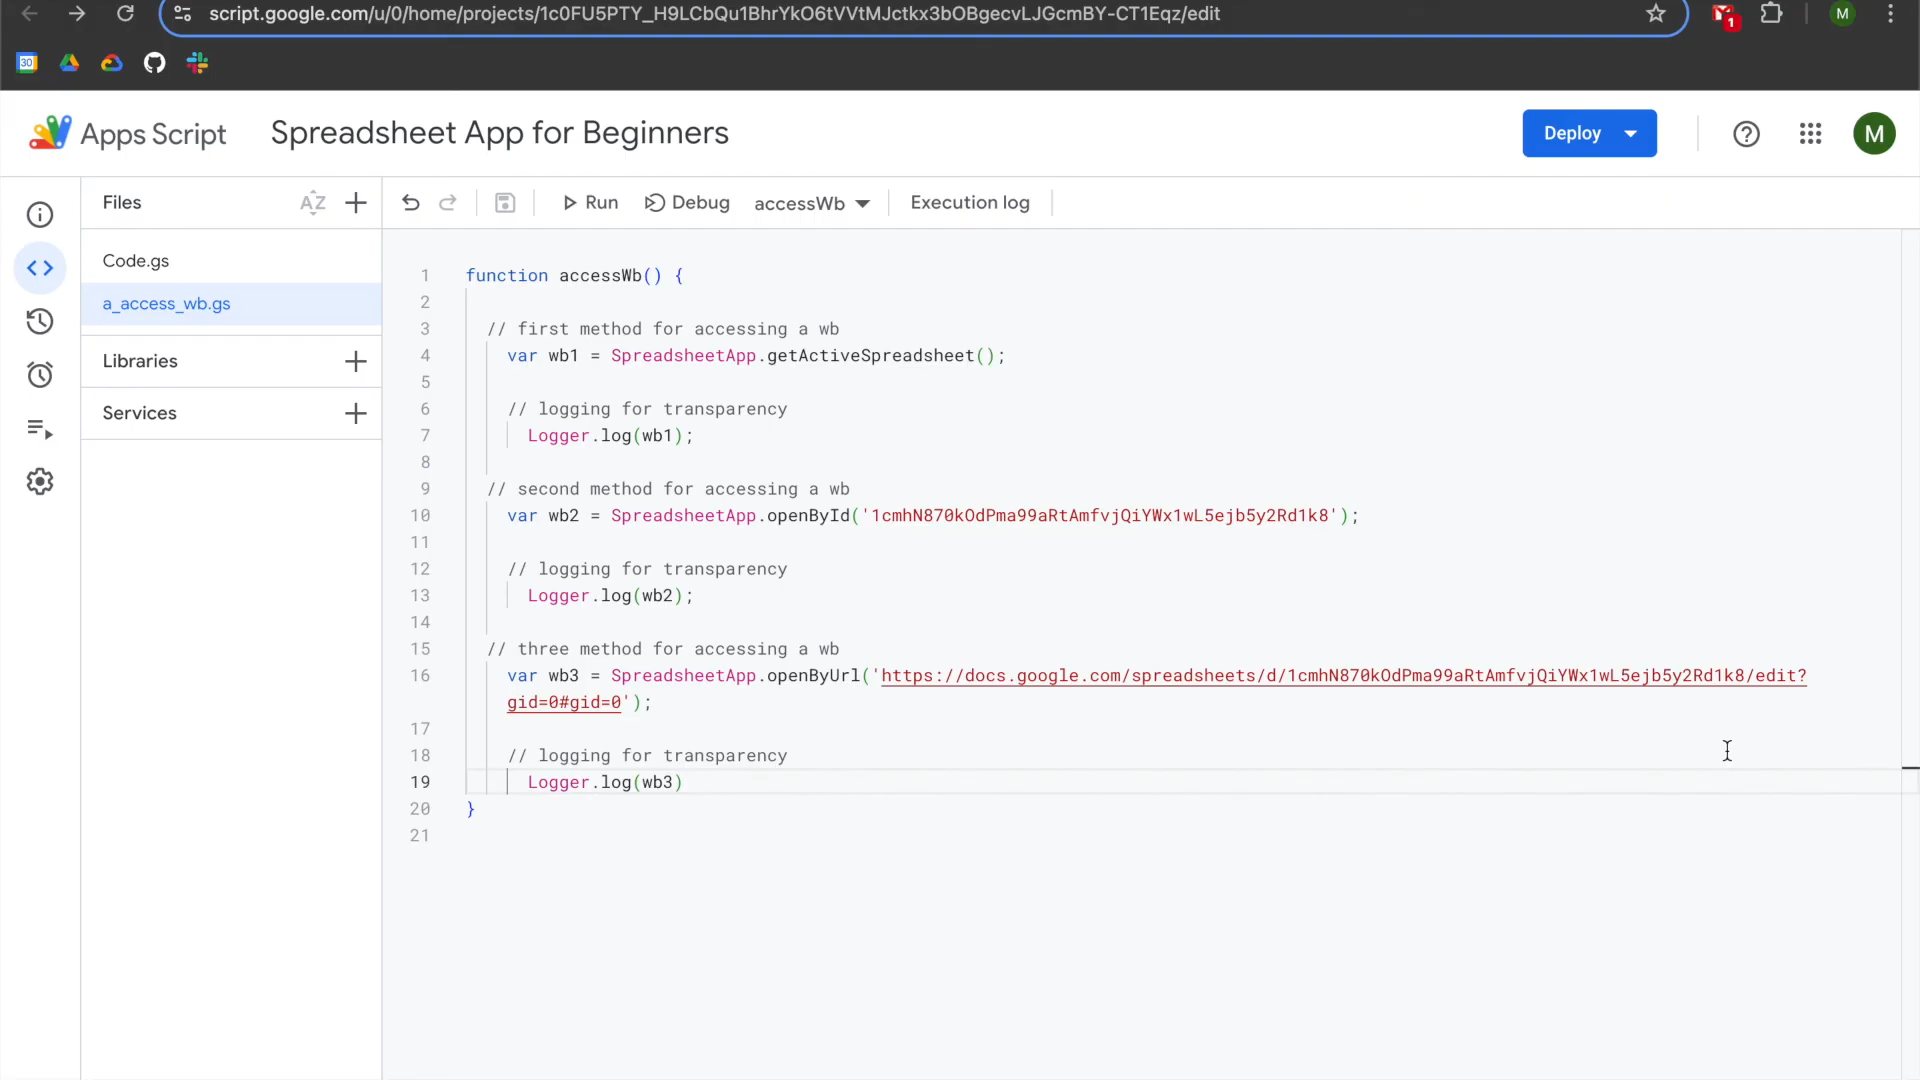 script.google.com/u/0/home/projects/1c0FU5PTY_H9LCbQu1BhrYkO6tVVtMJctkx3bOBgecvLJGcmBY-CT1Eqz/edit
1
M
30
Apps Script
Spreadsheet App for Beginners
Deploy
M
Files
AZ
Run
Debug
accessWb
Execution log
Code.gs
a_access_wb.gs
Libraries
Services
1 function accessWb() {
2
3 // first method for accessing a wb
4 var wb1 = SpreadsheetApp.getActiveSpreadsheet();
5
6 // logging for transparency
7 Logger.log(wb1);
8
9 // second method for accessing a wb
10 var wb2 = SpreadsheetApp.openById('1cmhN870kOdPma99aRtAmfvjQiYWx1wL5ejb5y2Rd1k8');
11
12 // logging for transparency
13 Logger.log(wb2);
14
15 // three method for accessing a wb
16 var wb3 = SpreadsheetApp.openByUrl('https://docs.google.com/spreadsheets/d/1cmhN870kOdPma99aRtAmfvjQiYWx1wL5ejb5y2Rd1k8/edit?
gid=0#gid=0');
17
18 // logging for transparency
19 Logger.log(wb3)
20 }
21